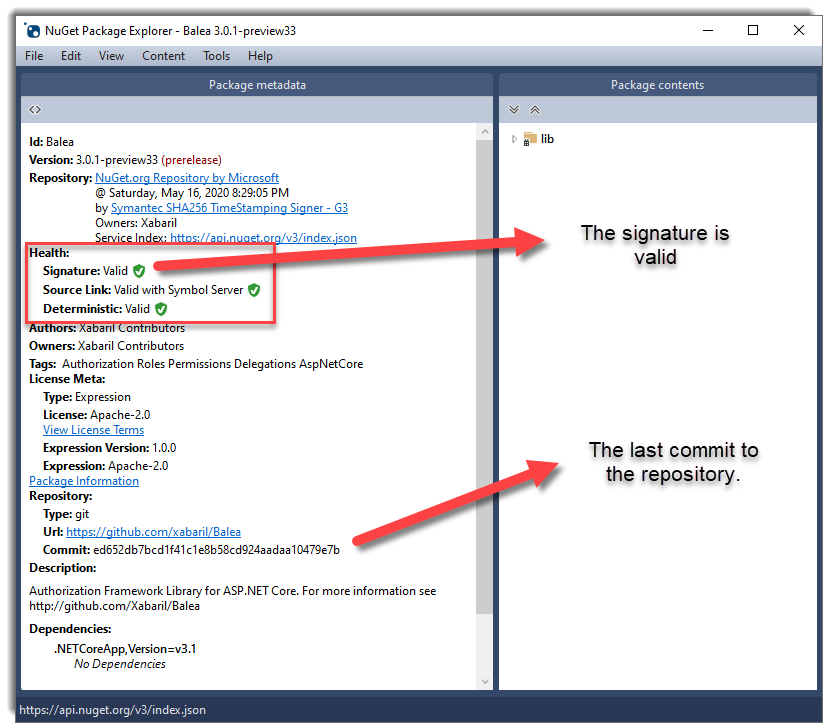 NuGet Package Explorer - Balea 3.0.1-preview33
File Edit View Content Tools Help
Package metadata
Package contents
<>
lib
Id: Balea
Version: 3.0.1-preview33 (prerelease)
Repository: NuGet.org Repository by Microsoft
@ Saturday, May 16, 2020 8:29:05 PM
by Symantec SHA256 TimeStamping Signer - G3
Owners: Xabaril
Service Index: https://api.nuget.org/v3/index.json
Health:
Signature: Valid
Source Link: Valid with Symbol Server
Deterministic: Valid
The signature is
valid
Authors: Xabaril Contributors
Owners: Xabaril Contributors
Tags: Authorization Roles Permissions Delegations AspNetCore
License Meta:
Type: Expression
License: Apache-2.0
View License Terms
Expression Version: 1.0.0
Expression: Apache-2.0
Package Information
Repository:
Type: git
Url: https://github.com/xabaril/Balea
Commit: ed652db7bcd1f41c1e8b58cd924aadaa10479e7b
The last commit to
the repository.
Description:
Authorization Framework Library for ASP.NET Core. For more information see
http://github.com/Xabaril/Balea
Dependencies:
.NETCoreApp,Version=v3.1
No Dependencies
https://api.nuget.org/v3/index.json